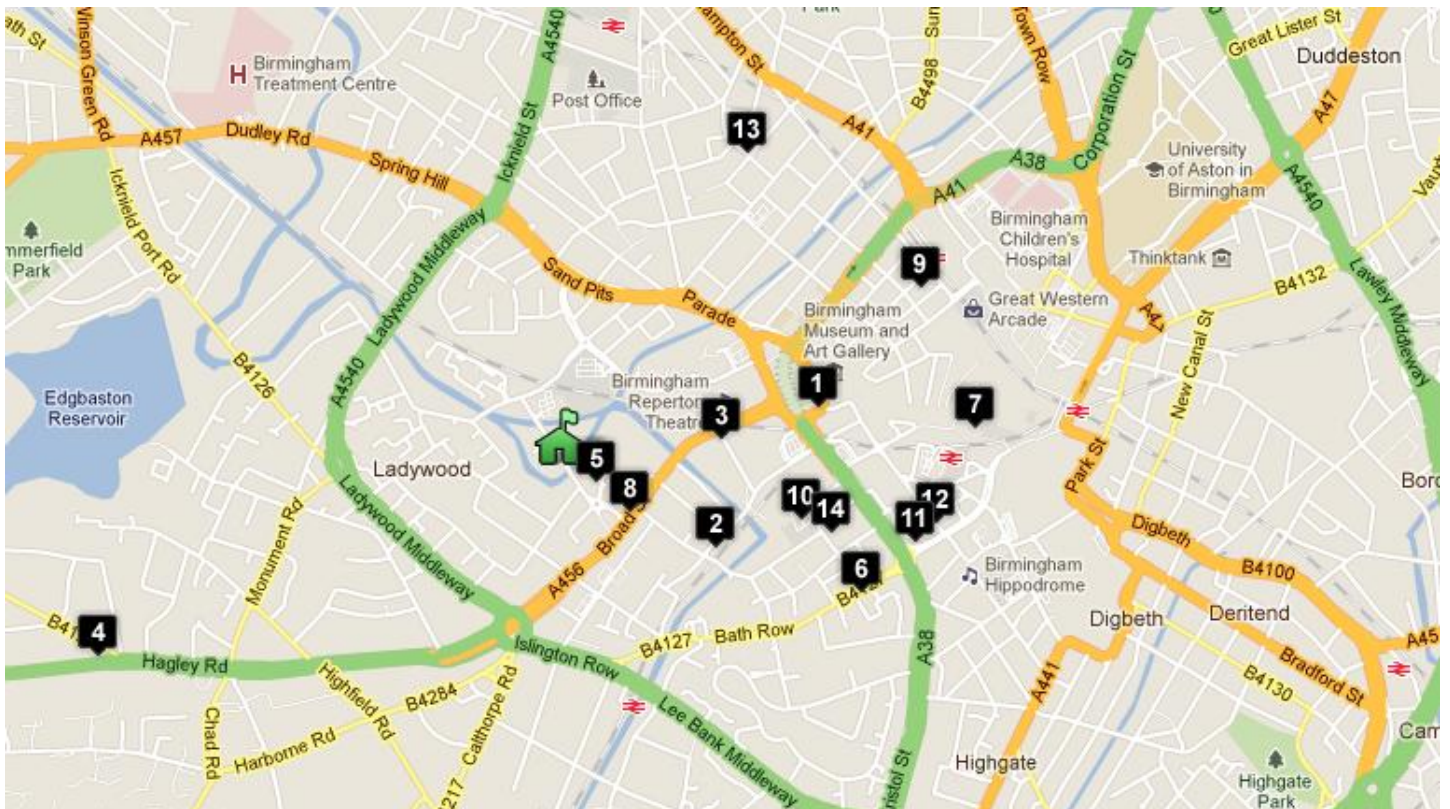 Winson Green Rd
A4540
Icknield St
Town Row
Corporation St
Great Lister St
Duddeston
A47
H
Birmingham
Treatment Centre
Post Office
B4498
13
A41
A457
Dudley Rd
Spring Hill
A38
University
of Aston in
Birmingham
A4540
A41
Icknield Port Rd
Ladywood Middleway
Birmingham
Children's
Hospital
Thinktank
B4132
Lawley Middleway
Park
9
Sand Pits
Parade
Great Western
Arcade
Birmingham
Museum and
Art Gallery
New Canal St
A4540
B4126
Edgbaston
Reservoir
Birmingham
Theatre
1
3
7
Ladywood
5
8
Park St
10
14
12
11
2
Ladywood Middleway
Monument Rd
Broad
Digbeth
B4100
6
A456
Birmingham
Hippodrome
Digbeth
Deritend
4
Hagley Rd
Islington Row
B4127
Bath Row
A38
A441
Bradford St
A45
B4130
Highfield Rd
B4284
Calthorpe Rd
Lee Bank Middleway
Chad Rd
Harborne Rd
Highgate
Highgate
Park